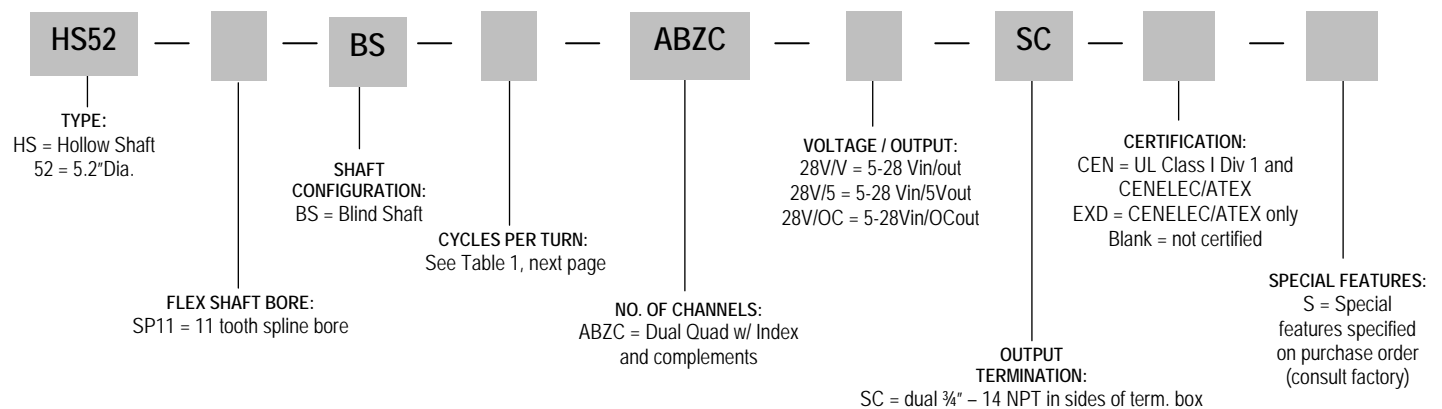 HS52 — — BS — — ABZC — — SC — —
TYPE:
HS = Hollow Shaft
52 = 5.2"Dia.
FLEX SHAFT BORE:
SP11 = 11 tooth spline bore
SHAFT
CONFIGURATION:
BS = Blind Shaft
CYCLES PER TURN:
See Table 1, next page
NO. OF CHANNELS:
ABZC = Dual Quad w/ Index
and complements
VOLTAGE / OUTPUT:
28V/V = 5-28 Vin/out
28V/5 = 5-28 Vin/5Vout
28V/OC = 5-28Vin/OCout
OUTPUT
TERMINATION:
SC = dual ¾" – 14 NPT in sides of term. box
CERTIFICATION:
CEN = UL Class I Div 1 and
CENELEC/ATEX
EXD = CENELEC/ATEX only
Blank = not certified
SPECIAL FEATURES:
S = Special
features specified
on purchase order
(consult factory)